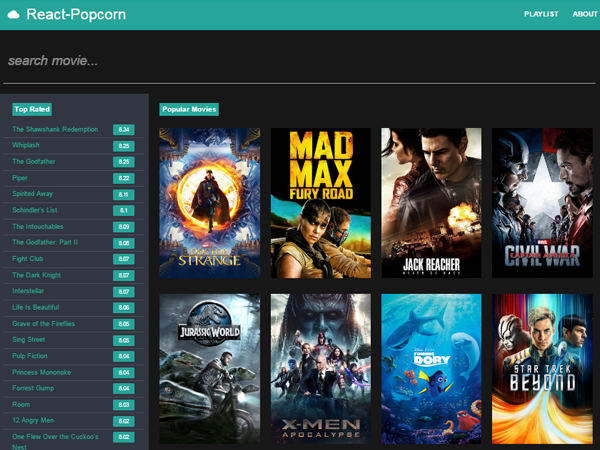 React-Popcorn
PLAYLIST ABOUT
search movie...
Top Rated
The Shawshank Redemption 8.34
Whiplash 8.25
The Godfather 8.25
Piper 8.22
Spirited Away 8.11
Schindler's List 8.1
The Intouchables 8.09
The Godfather: Part II 8.08
Fight Club 8.07
The Dark Knight 8.07
Interstellar 8.07
Life Is Beautiful 8.06
Grave of the Fireflies 8.05
Sing Street 8.05
Pulp Fiction 8.04
Princess Mononoke 8.04
Forrest Gump 8.04
Room 8.03
12 Angry Men 8.02
One Flew Over the Cuckoo's 8.02
Nest
Popular Movies
DOCTOR
STRANGE
MAD
MAX
FURY ROAD
JACK REACHER
NEVER GO BACK
MARVEL
CAPTAIN AMERICA
CIVIL WAR
JURASSIC WORLD
X-MEN
APOCALYPSE
FINDING
DORY
STAR TREK
BEYOND